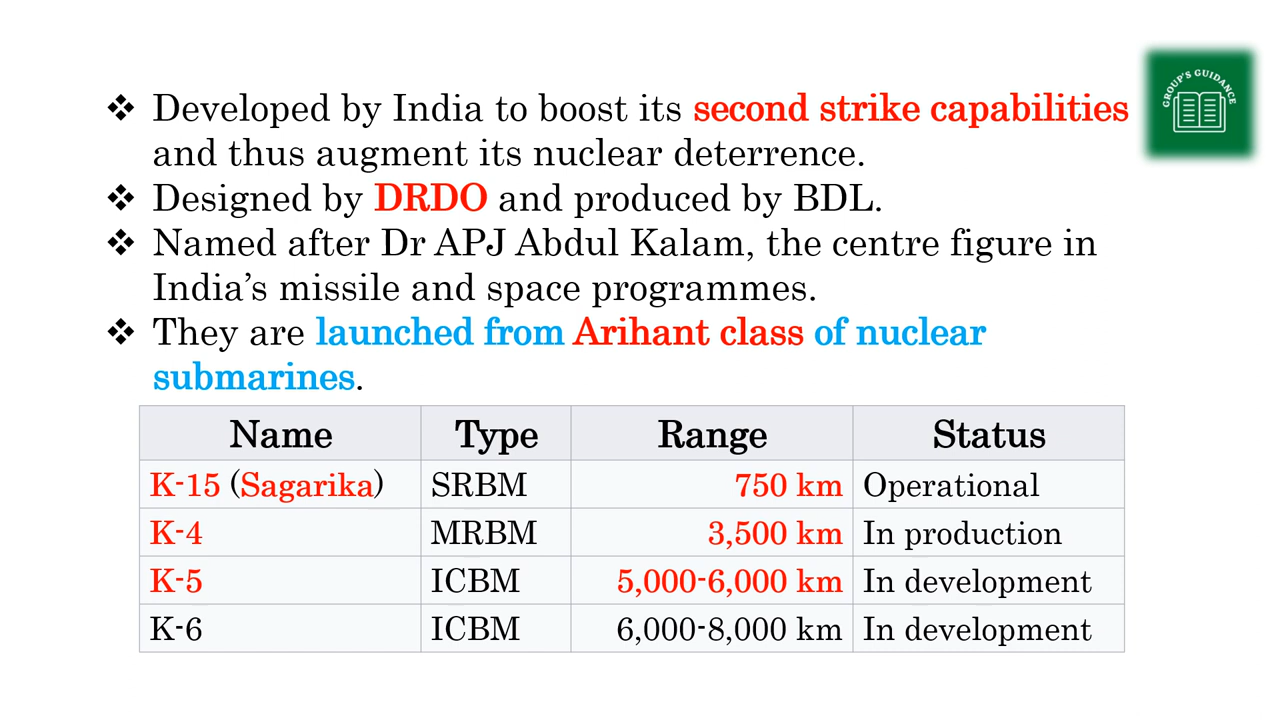 GROUP'S GUIDANCE
❖ Developed by India to boost its second strike capabilities
and thus augment its nuclear deterrence.
❖ Designed by DRDO and produced by BDL.
❖ Named after Dr APJ Abdul Kalam, the centre figure in
India's missile and space programmes.
❖ They are launched from Arihant class of nuclear
submarines.
Name Type Range Status
K-15 (Sagarika) SRBM 750 km Operational
K-4 MRBM 3,500 km In production
K-5 ICBM 5,000-6,000 km In development
K-6 ICBM 6,000-8,000 km In development